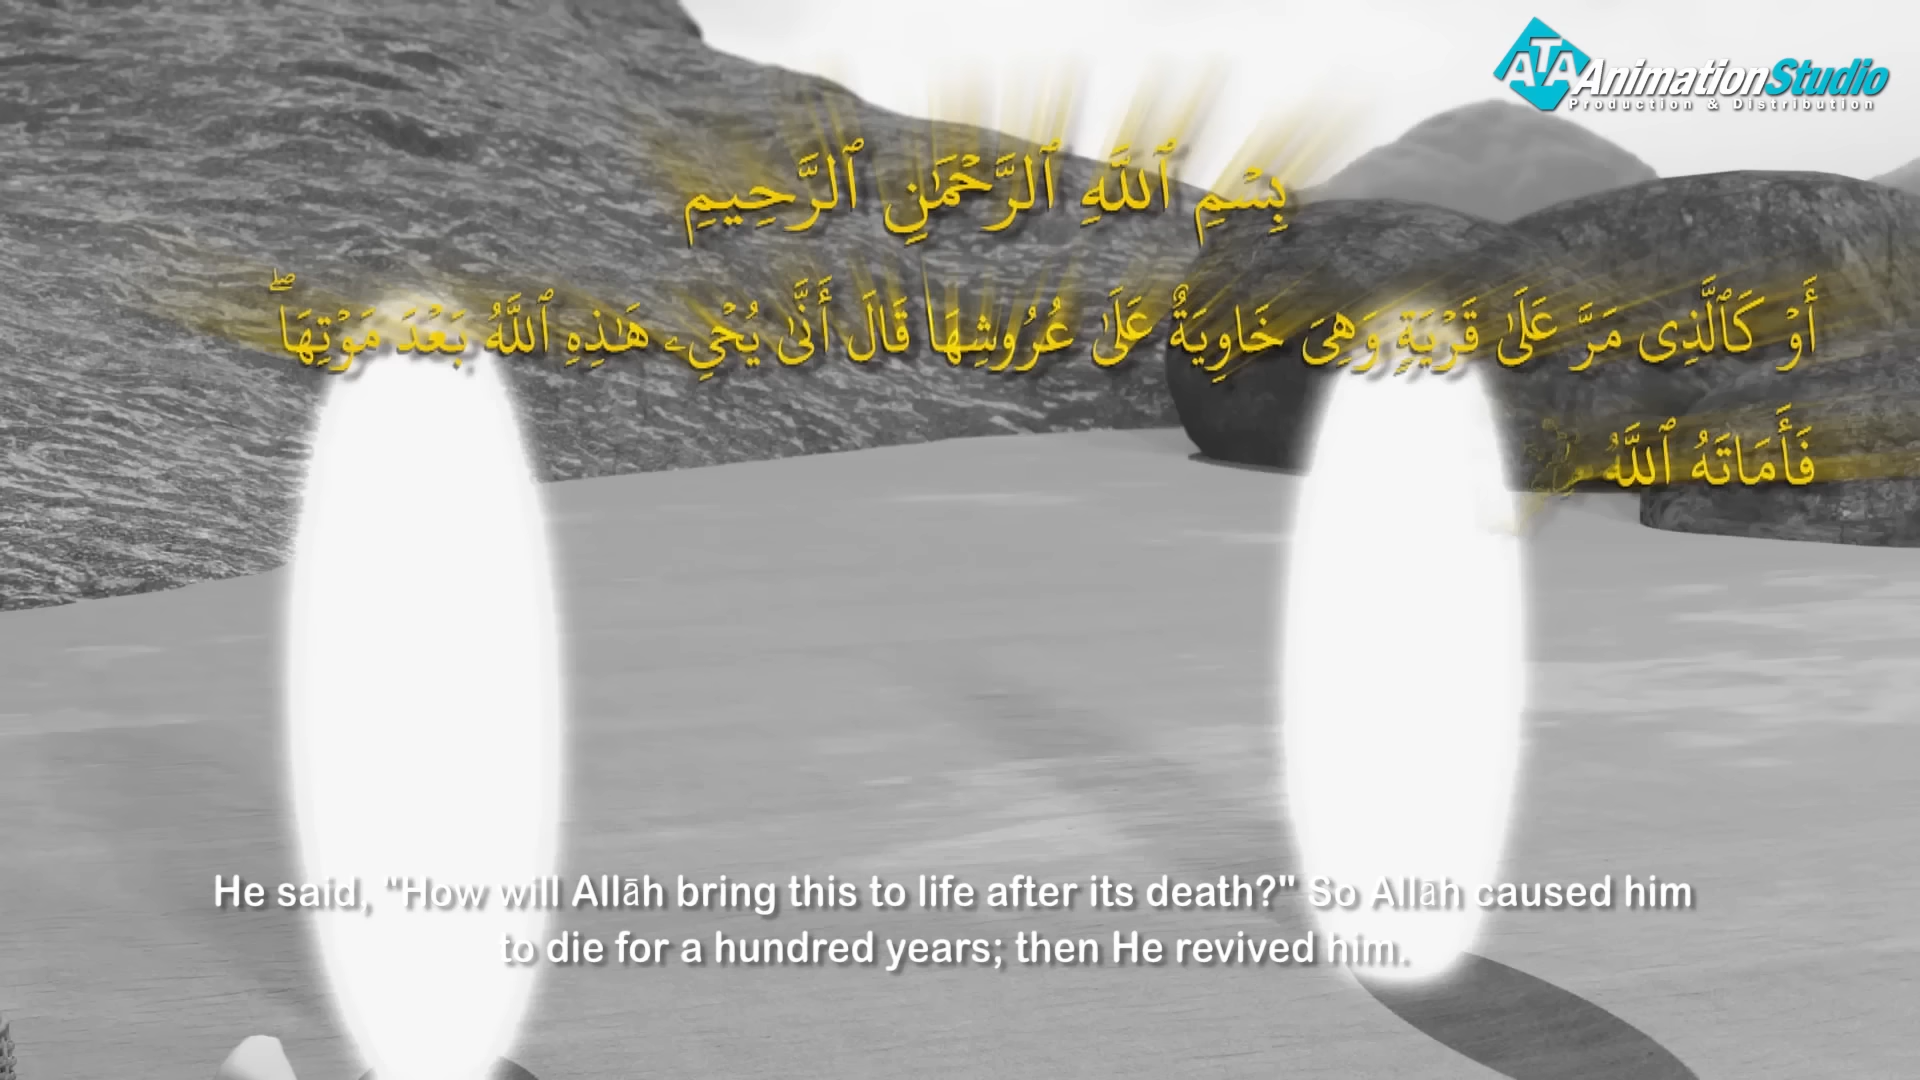 ATA AnimationStudio
Production & Distribution
بِسْمِ ٱللَّهِ ٱلرَّحْمَٰنِ ٱلرَّحِيمِ
أَوْ كَٱلَّذِى مَرَّ عَلَىٰ قَرْيَةٍ وَهِىَ خَاوِيَةٌ عَلَىٰ عُرُوشِهَا قَالَ أَنَّىٰ يُحْىِۦ هَٰذِهِ ٱللَّهُ بَعْدَ مَوْتِهَا ۖ
فَأَمَاتَهُ ٱللَّهُ
He said, "How will Allāh bring this to life after its death?" So Allāh caused him
to die for a hundred years; then He revived him.